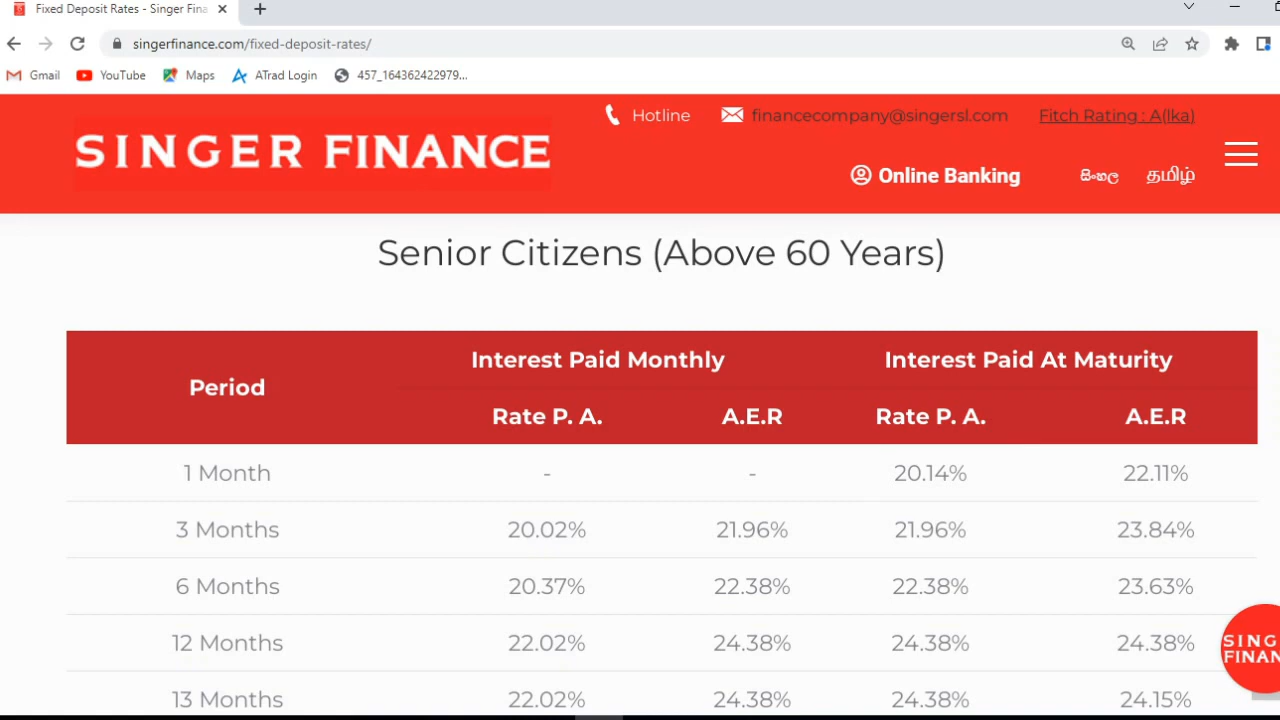 Fixed Deposit Rates - Singer Fina
singerfinance.com/fixed-deposit-rates/
Gmail YouTube Maps ATrad Login 457_164362422979...
Hotline financecompany@singersl.com Fitch Rating : A(lka)
SINGER FINANCE
Online Banking සිංහල தமிழ்
Senior Citizens (Above 60 Years)
Period Interest Paid Monthly Interest Paid At Maturity
Rate P. A. A.E.R Rate P. A. A.E.R
1 Month - - 20.14% 22.11%
3 Months 20.02% 21.96% 21.96% 23.84%
6 Months 20.37% 22.38% 22.38% 23.63%
12 Months 22.02% 24.38% 24.38% 24.38%
13 Months 22.02% 24.38% 24.38% 24.15%
SING
FINAN